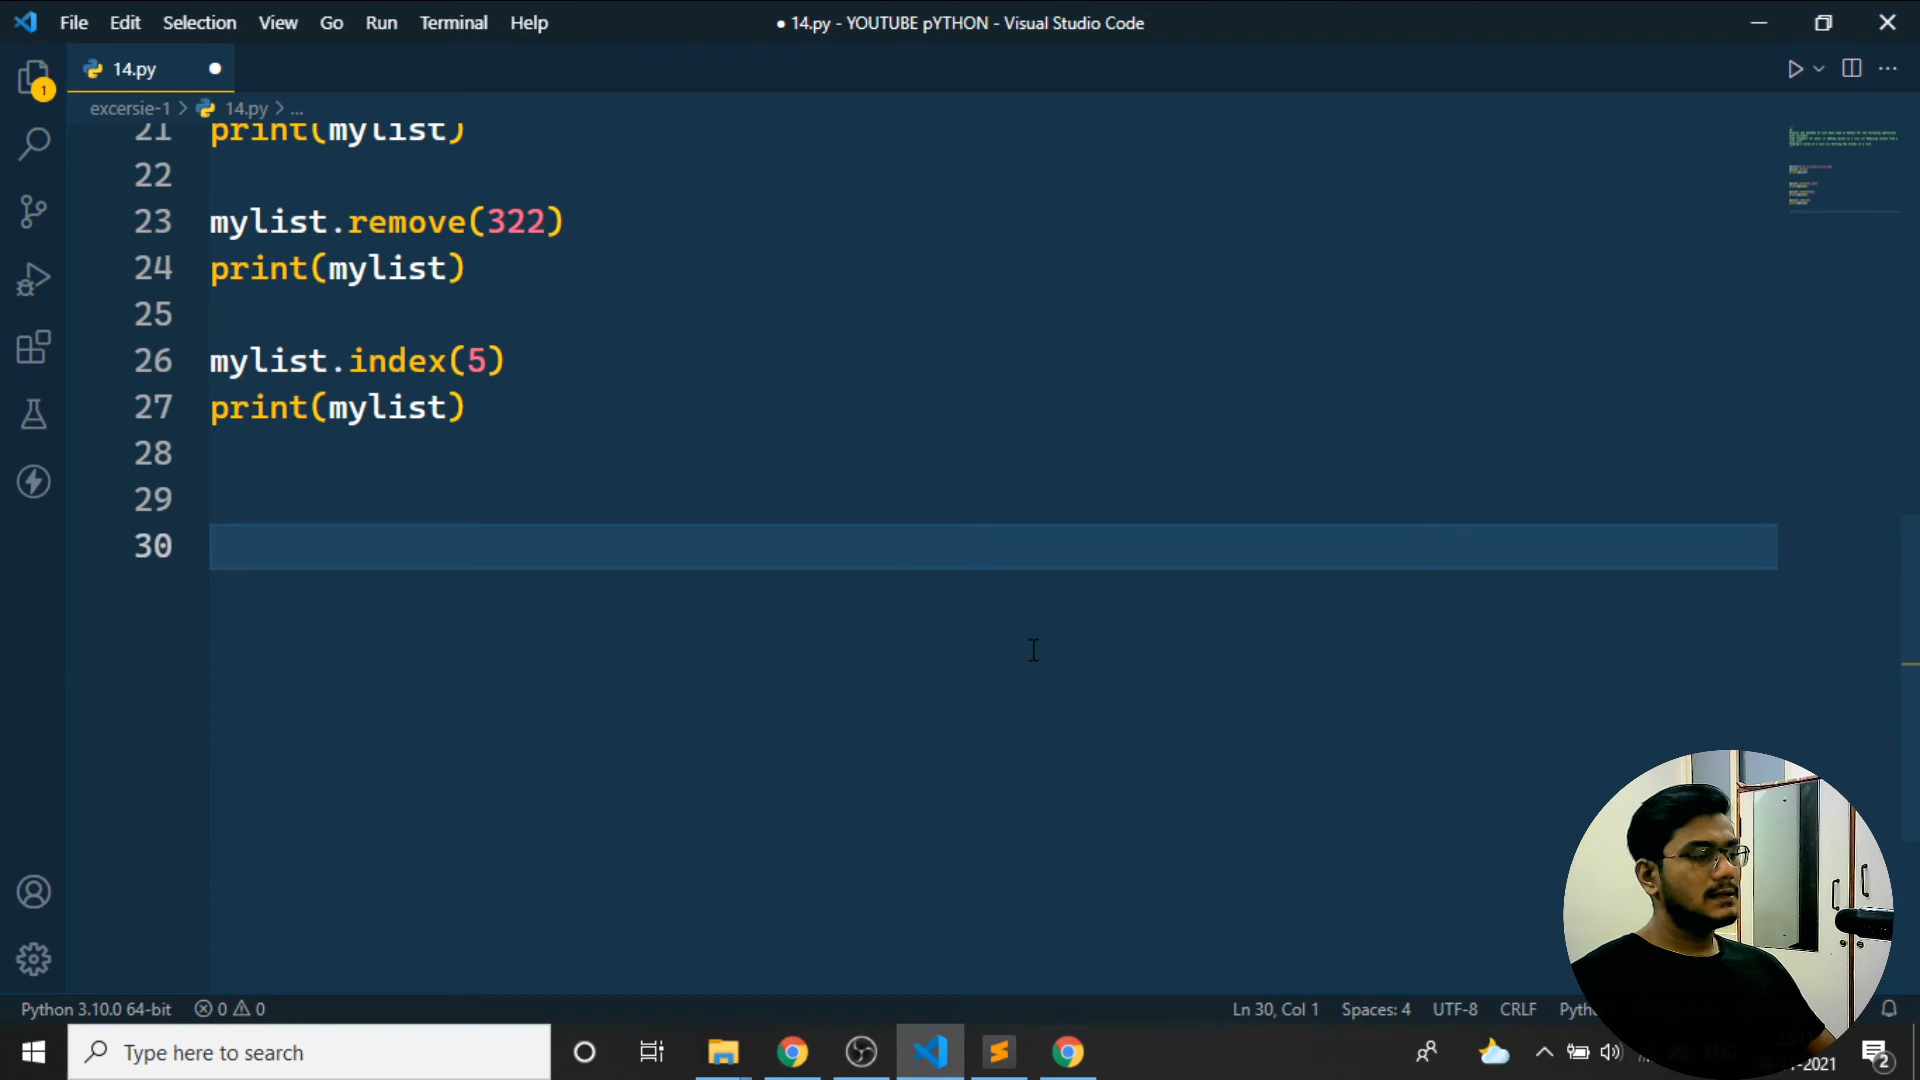 File Edit Selection View Go Run Terminal Help
● 14.py - YOUTUBE pYTHON - Visual Studio Code
14.py
1
excersie-1 > 14.py > ...
21 print(mylist)
22
23 mylist.remove(322)
24 print(mylist)
25
26 mylist.index(5)
27 print(mylist)
28
29
30
Python 3.10.0 64-bit 0 0
Ln 30, Col 1 Spaces: 4 UTF-8 CRLF
Type here to search
2